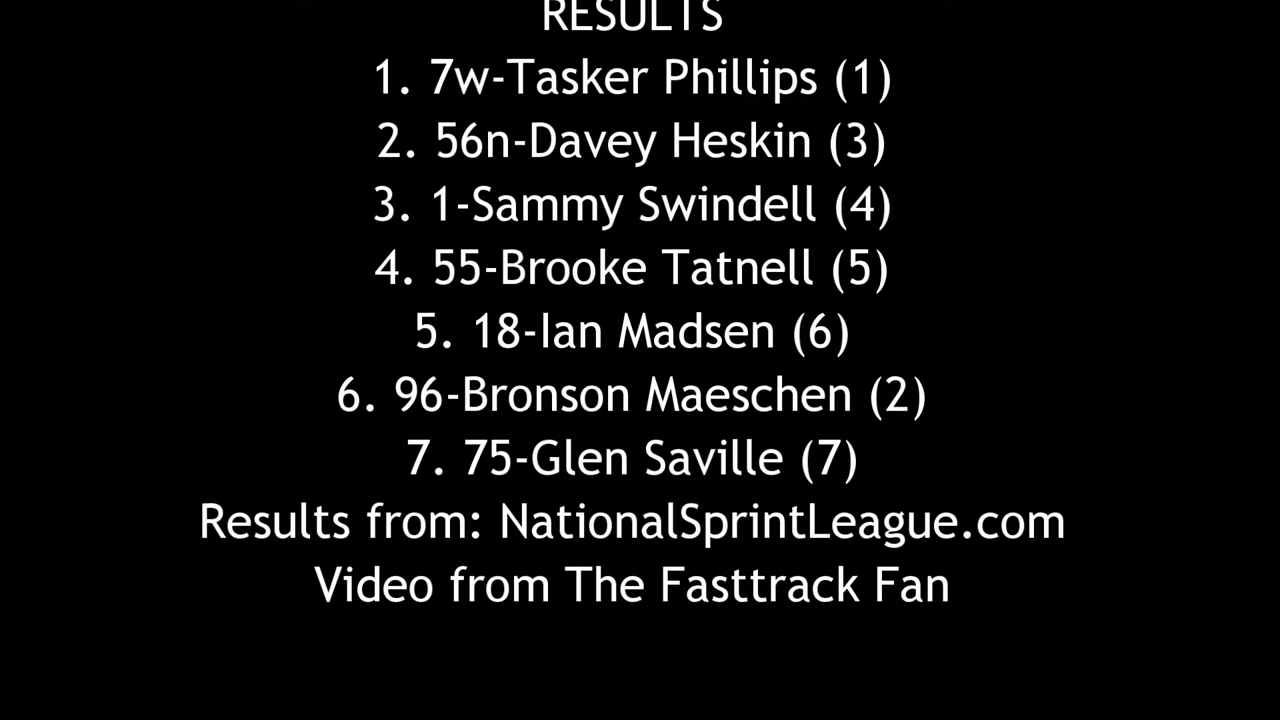 RESULTS
1. 7w-Tasker Phillips (1)
2. 56n-Davey Heskin (3)
3. 1-Sammy Swindell (4)
4. 55-Brooke Tatnell (5)
5. 18-Ian Madsen (6)
6. 96-Bronson Maeschen (2)
7. 75-Glen Saville (7)
Results from: NationalSprintLeague.com
Video from The Fasttrack Fan